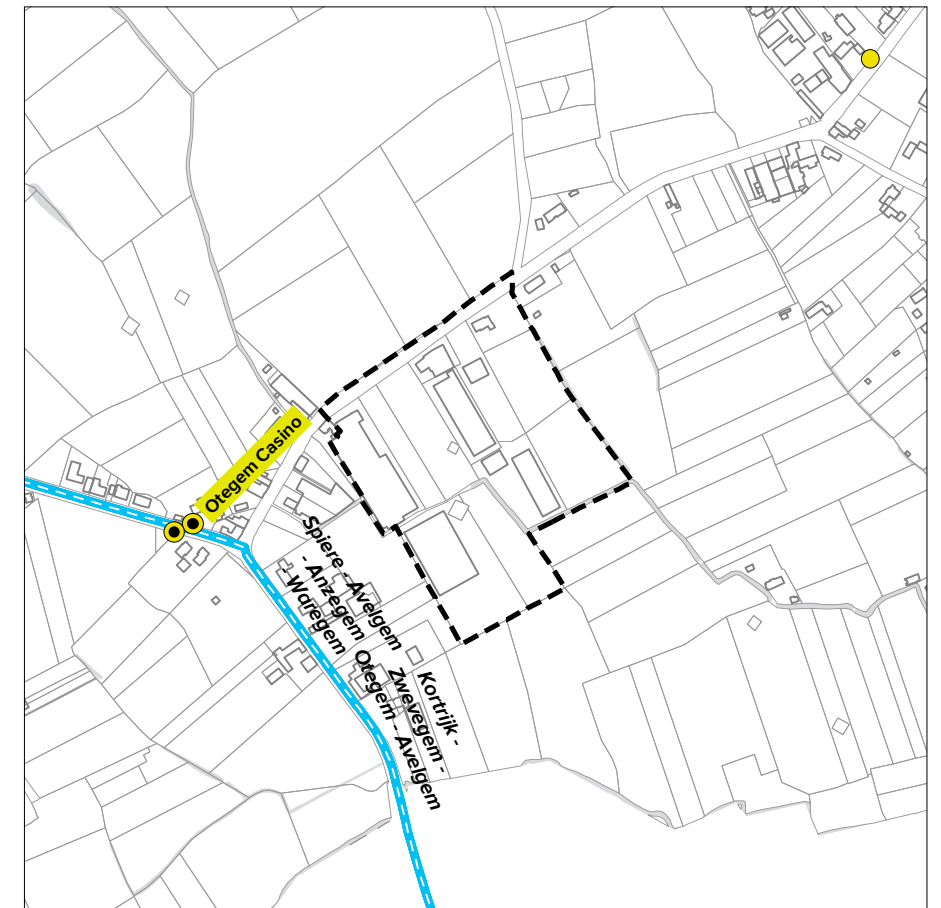 Otegem Casino
Spiere - Avelgem
- Anzegem
- Waregem
Kortrijk -
Zwevegem -
Otegem - Avelgem